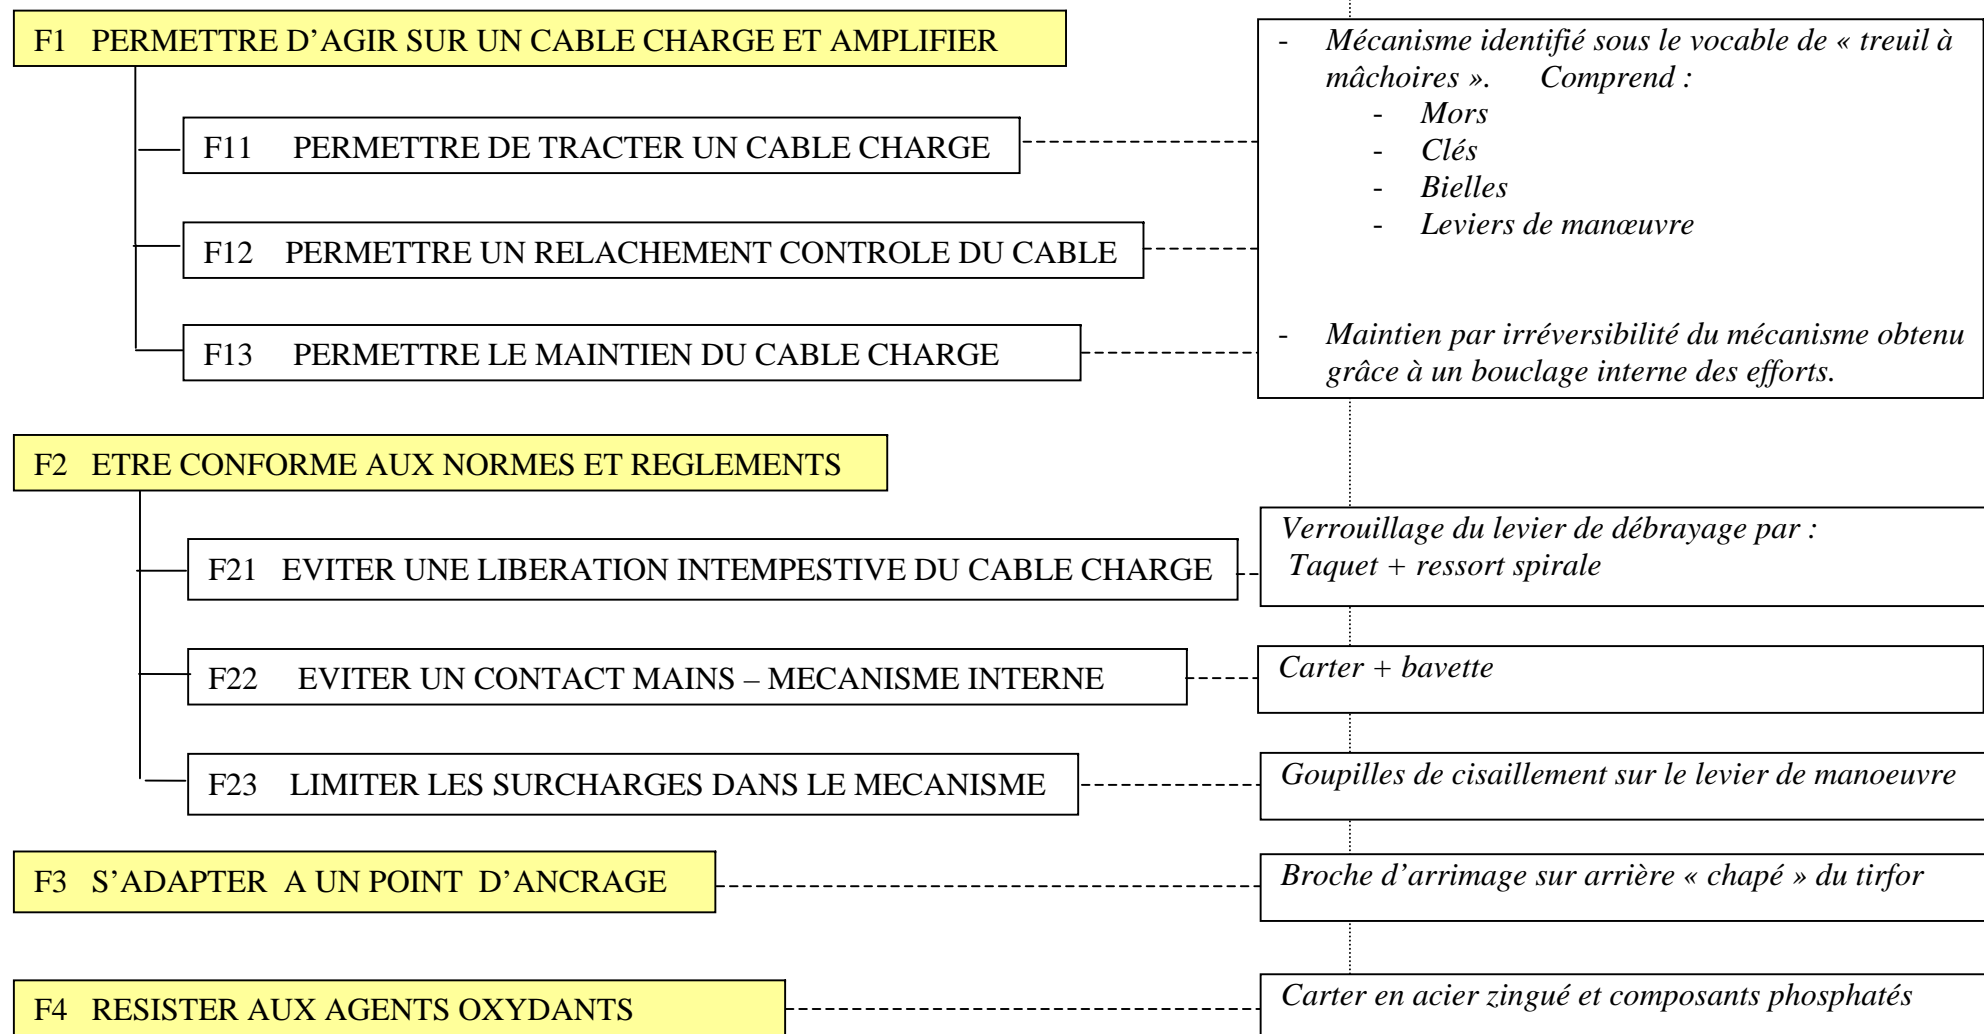 F1 PERMETTRE D'AGIR SUR UN CABLE CHARGE ET AMPLIFIER
- Mécanisme identifié sous le vocable de « treuil à
mâchoires ». Comprend :
- Mors
- Clés
- Bielles
- Leviers de manœuvre
F11 PERMETTRE DE TRACTER UN CABLE CHARGE
F12 PERMETTRE UN RELACHEMENT CONTROLE DU CABLE
F13 PERMETTRE LE MAINTIEN DU CABLE CHARGE
- Maintien par irréversibilité du mécanisme obtenu
grâce à un bouclage interne des efforts.
F2 ETRE CONFORME AUX NORMES ET REGLEMENTS
F21 EVITER UNE LIBERATION INTEMPESTIVE DU CABLE CHARGE
Verrouillage du levier de débrayage par :
Taquet + ressort spirale
F22 EVITER UN CONTACT MAINS – MECANISME INTERNE
Carter + bavette
F23 LIMITER LES SURCHARGES DANS LE MECANISME
Goupilles de cisaillement sur le levier de manoeuvre
F3 S'ADAPTER A UN POINT D'ANCRAGE
Broche d'arrimage sur arrière « chapé » du tirfor
F4 RESISTER AUX AGENTS OXYDANTS
Carter en acier zingué et composants phosphatés